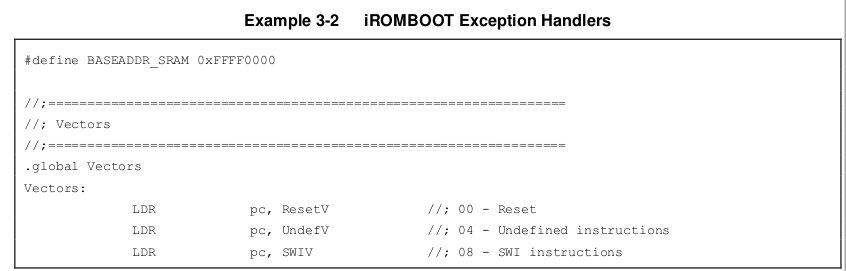 Example 3-2 iROMBOOT Exception Handlers
#define BASEADDR_SRAM 0xFFFF0000
//;==================================================================
//; Vectors
//;==================================================================
.global Vectors
Vectors:
LDR pc, ResetV //; 00 - Reset
LDR pc, UndefV //; 04 - Undefined instructions
LDR pc, SWIV //; 08 - SWI instructions